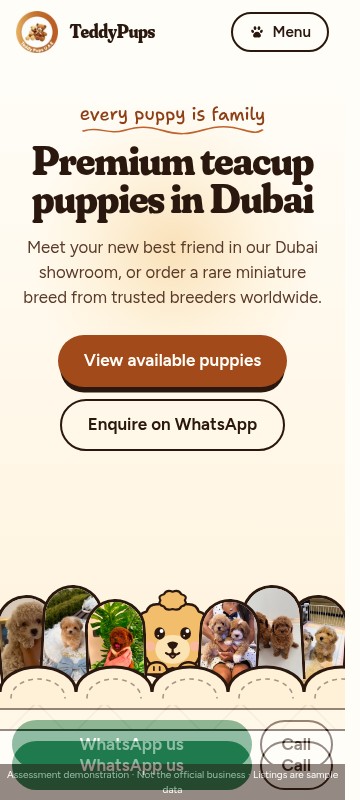 TeddyPups
Menu
every puppy is family
Premium teacup
puppies in Dubai
Meet your new best friend in our Dubai
showroom, or order a rare miniature
breed from trusted breeders worldwide.
View available puppies
Enquire on WhatsApp
WhatsApp us
Call
WhatsApp us
Call
Assessment demonstration · Not the official business · Listings are sample
data